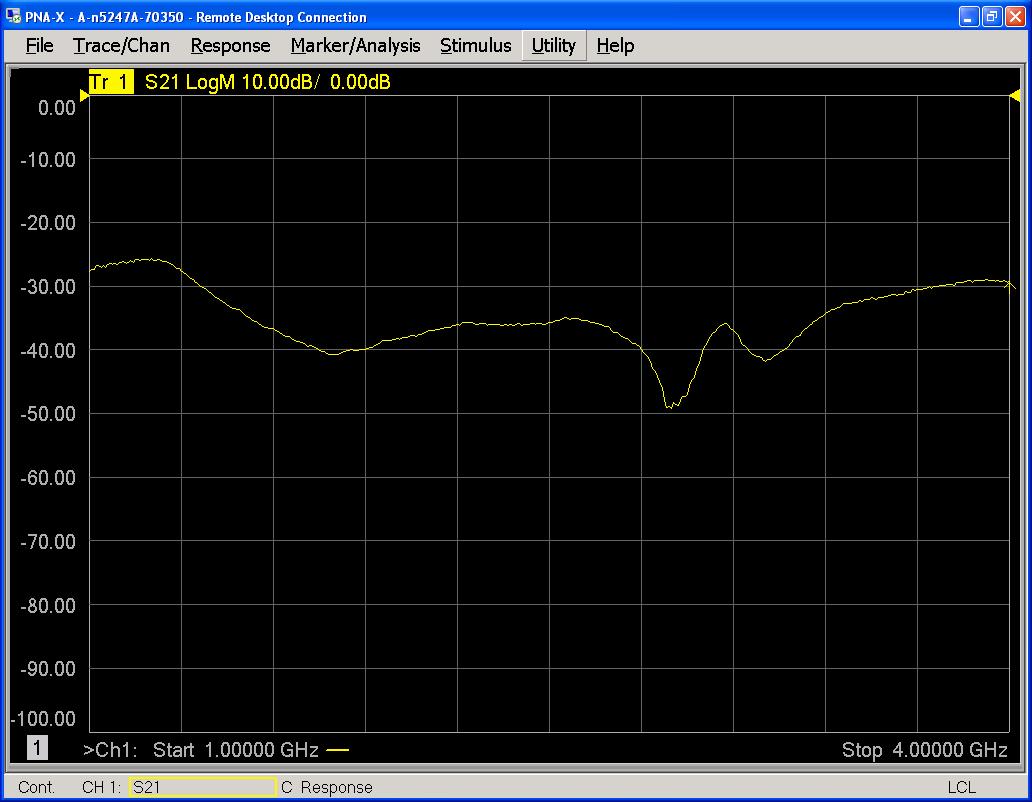 PNA-X - A-n5247A-70350 - Remote Desktop Connection
File Trace/Chan Response Marker/Analysis Stimulus Utility Help
Tr 1 S21 LogM 10.00dB/ 0.00dB
0.00
-10.00
-20.00
-30.00
-40.00
-50.00
-60.00
-70.00
-80.00
-90.00
-100.00
1 >Ch1: Start 1.00000 GHz Stop 4.00000 GHz
Cont. CH 1: S21 C Response LCL